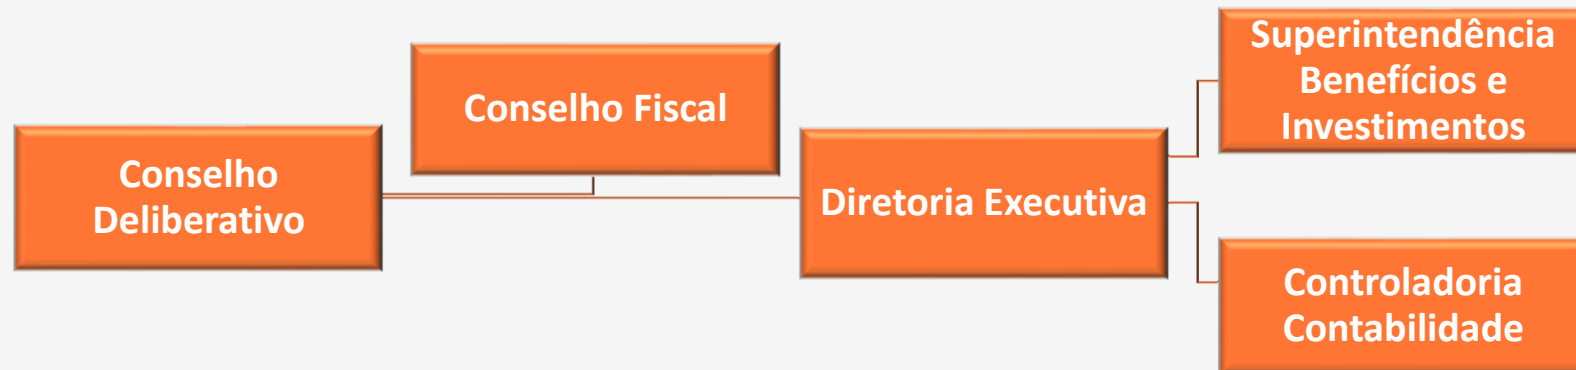 Conselho
Deliberativo
Conselho Fiscal
Diretoria Executiva
Superintendência
Benefícios e
Investimentos
Controladoria
Contabilidade